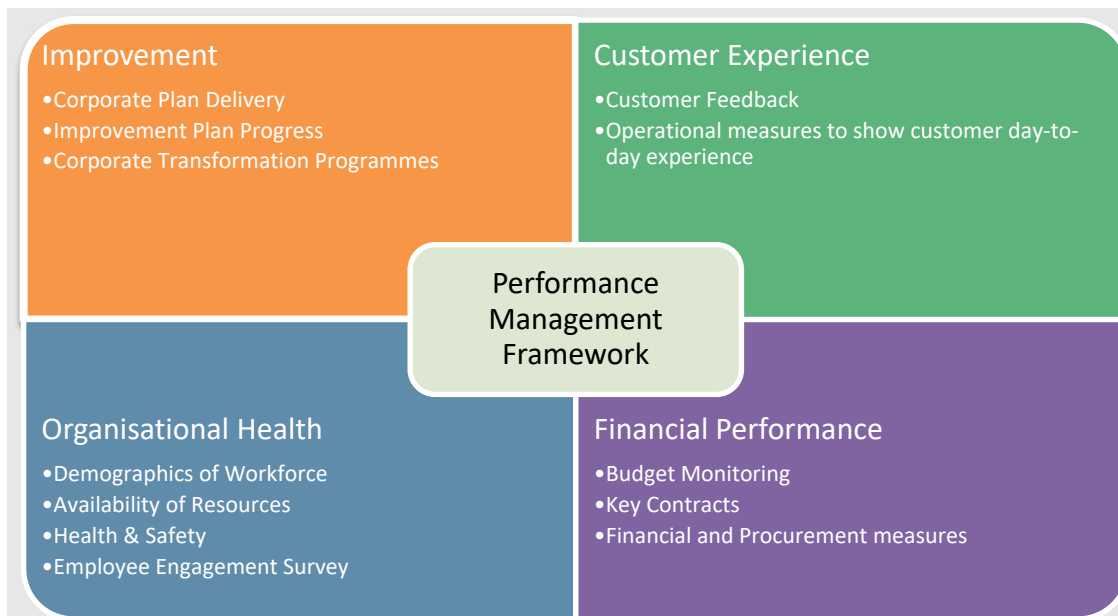 Improvement
•Corporate Plan Delivery
•Improvement Plan Progress
•Corporate Transformation Programmes
Customer Experience
•Customer Feedback
•Operational measures to show customer day-to-
day experience
Performance
Management
Framework
Organisational Health
•Demographics of Workforce
•Availability of Resources
•Health & Safety
•Employee Engagement Survey
Financial Performance
•Budget Monitoring
•Key Contracts
•Financial and Procurement measures